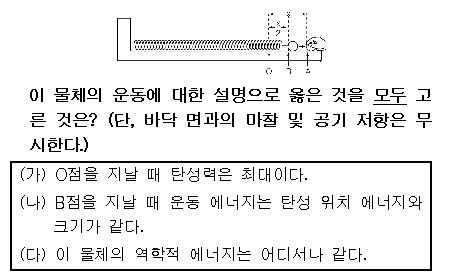 x
2
O B A
이 물체의 운동에 대한 설명으로 옳은 것을 모두 고
른 것은? (단, 바닥 면과의 마찰 및 공기 저항은 무
시한다.)
(가) O점을 지날 때 탄성력은 최대이다.
(나) B점을 지날 때 운동 에너지는 탄성 위치 에너지와
크기가 같다.
(다) 이 물체의 역학적 에너지는 어디서나 같다.